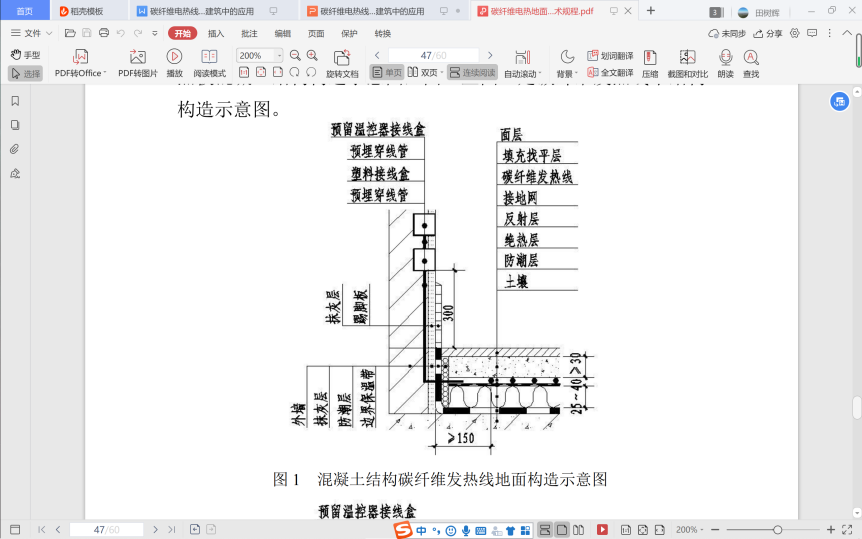 首页
稻壳模板
碳纤维电热线...建筑中的应用
碳纤维电热线...建筑中的应用
碳纤维电热地面...术规程.pdf
3
田树辉
文件
开始
插入
批注
编辑
页面
保护
转换
未同步
分享
手型
选择
PDF转Office
PDF转图片
播放
阅读模式
200%
旋转文档
47/60
单页
双页
连续阅读
自动滚动
背景
划词翻译
全文翻译
压缩
截图和对比
朗读
查找
构造示意图。
预留温控器接线盒
预埋穿线管
塑料接线盒
预埋穿线管
面层
填充找平层
碳纤维发热线
接地网
反射层
绝热层
防潮层
土壤
抹灰层
踢脚板
300
外墙
抹灰层
防潮层
边界保温带
≥30
25~40
≥150
图 1 混凝土结构碳纤维发热线地面构造示意图
预留温控器接线盒
47/60
中
200%